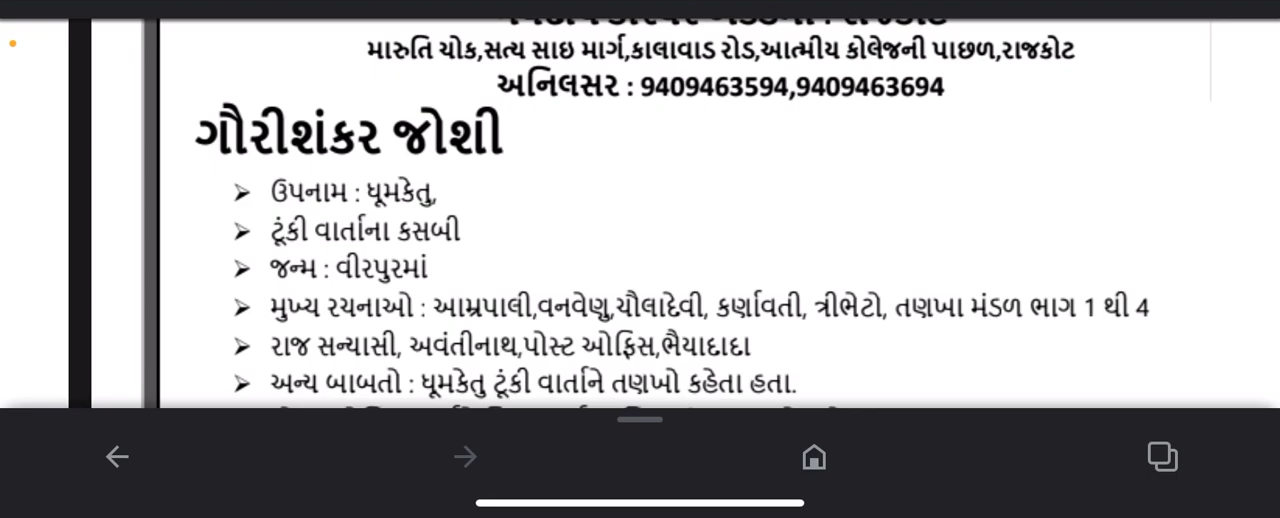 મારુતિ ચોક,સત્ય સાઇ માર્ગ,કાલાવાડ રોડ,આત્મીય કોલેજની પાછળ,રાજકોટ
અનિલસર : 9409463594,9409463694
ગૌરીશંકર જોશી
➢ ઉપનામ : ધૂમકેતુ,
➢ ટૂંકી વાર્તાના કસબી
➢ જન્મ : વીરપુરમાં
➢ મુખ્ય રચનાઓ : આમ્રપાલી,વનવેણુ,ચૌલાદેવી, કર્ણાવતી, ત્રીભેટો, તણખા મંડળ ભાગ 1 થી 4
➢ રાજ સન્યાસી, અવંતીનાથ,પોસ્ટ ઓફિસ,ભૈયાદાદા
➢ અન્ય બાબતો : ધૂમકેતુ ટૂંકી વાર્તાને તણખો કહેતા હતા.